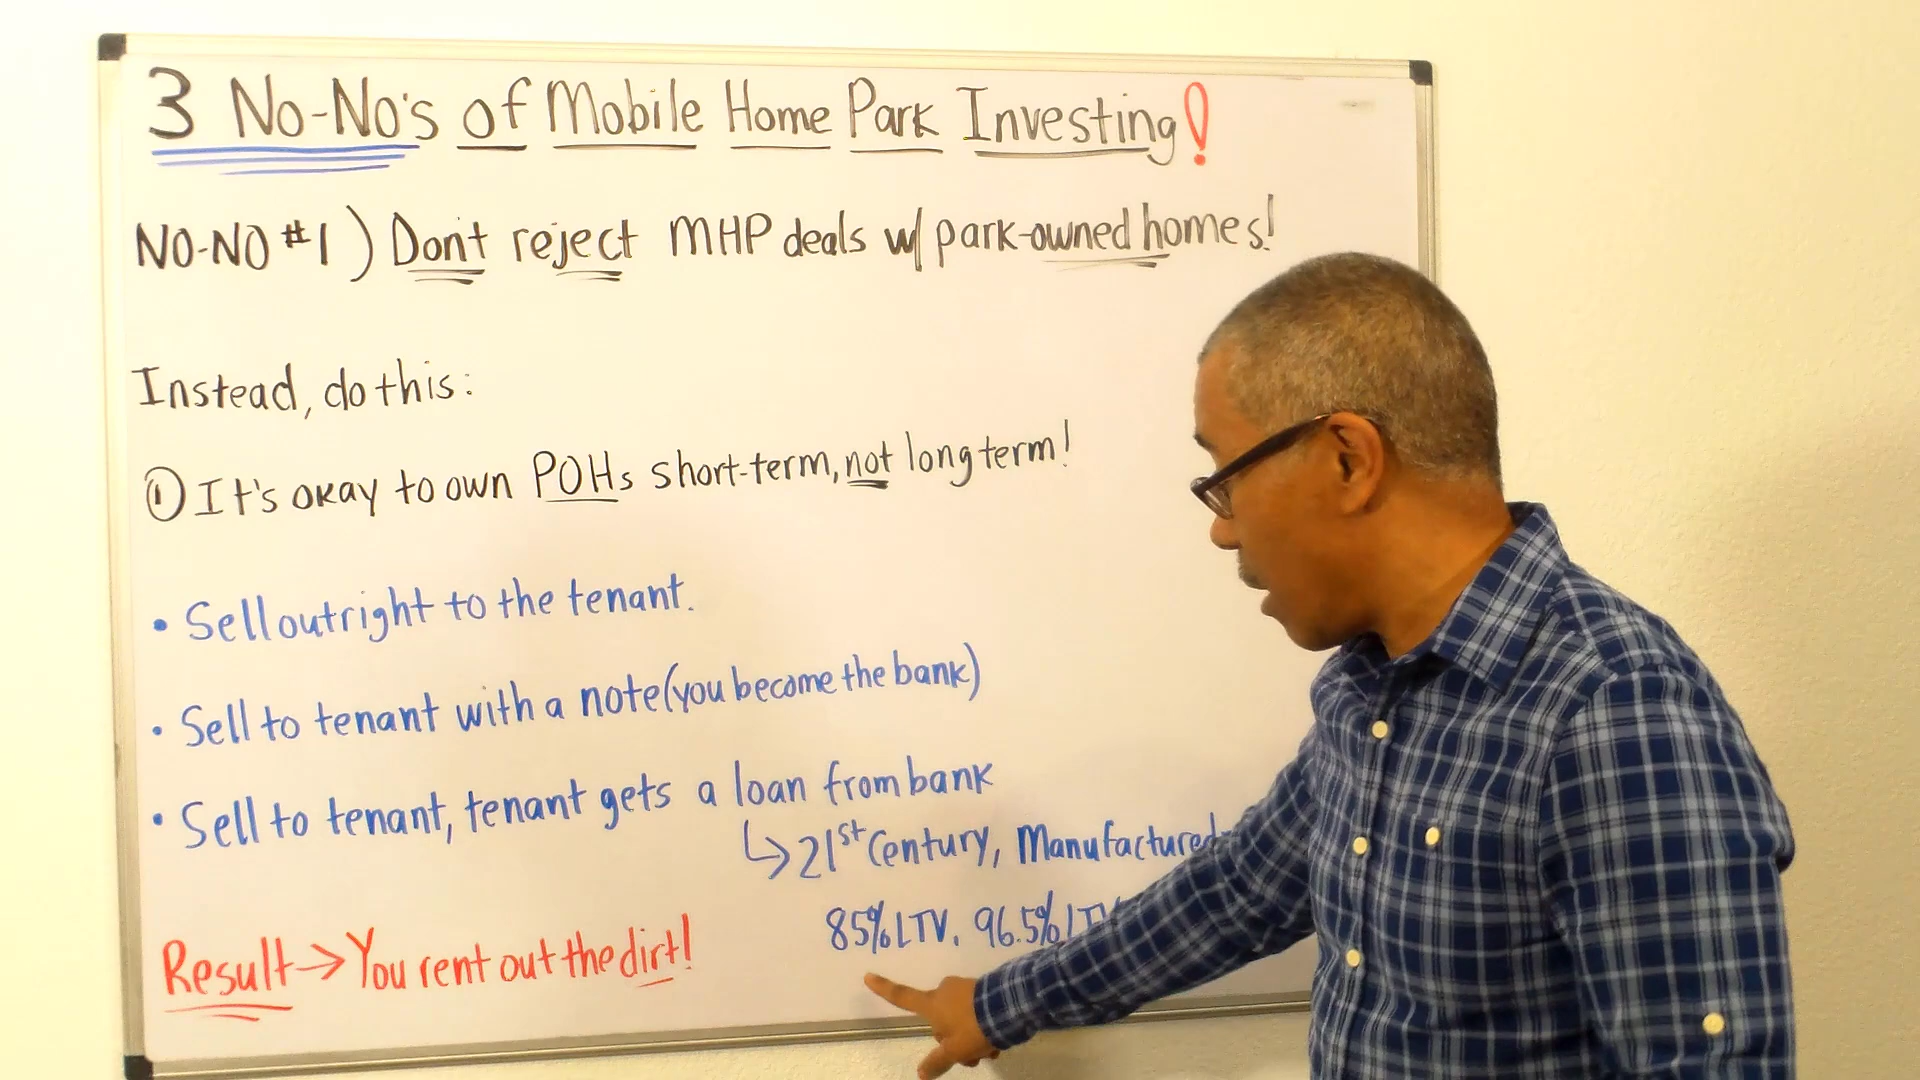 3 No-No's of Mobile Home Park Investing!
NO-NO #1) Don't reject MHP deals w/ park-owned homes!
Instead, do this:
① It's okay to own POHs short-term, not long term!
• Sell outright to the tenant.
• Sell to tenant with a note (you become the bank)
• Sell to tenant, tenant gets a loan from bank
↳ 21st Century, Manufactured
85% LTV. 96.5% LTV
Result → You rent out the dirt!